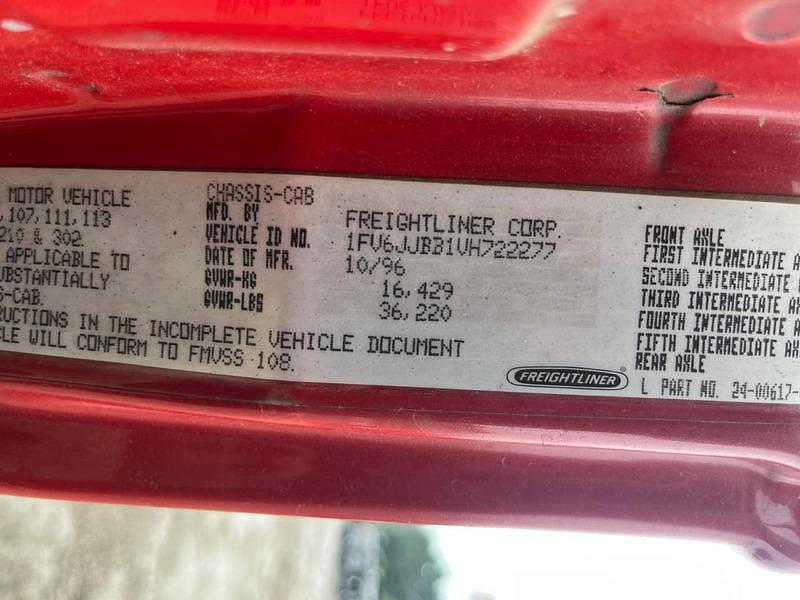 MOTOR VEHICLE
,107,111,113
210 & 302.
APPLICABLE TO
UBSTANTIALLY
S-CAB.
RUCTIONS IN THE INCOMPLETE VEHICLE DOCUMENT
CLE WILL CONFORM TO FMVSS 108.
CHASSIS-CAB
MFD. BY FREIGHTLINER CORP.
VEHICLE ID NO. 1FV6JJBB1VH722277
DATE OF MFR. 10/96
GVWR-KG 16,429
GVWR-LBS 36,220
FREIGHTLINER
FRONT AXLE
FIRST INTERMEDIATE A
SECOND INTERMEDIATE
THIRD INTERMEDIATE AX
FOURTH INTERMEDIATE A
FIFTH INTERMEDIATE AX
REAR AXLE
L PART NO. 24-00617-